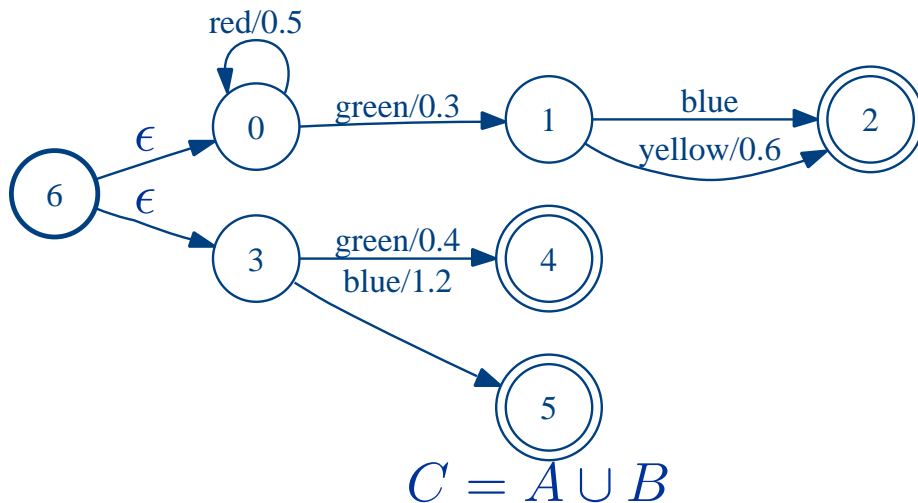 red/0.5
ϵ 0 green/0.3 1 blue 2
yellow/0.6
6
ϵ
3 green/0.4 4
blue/1.2
5
C = A ∪ B